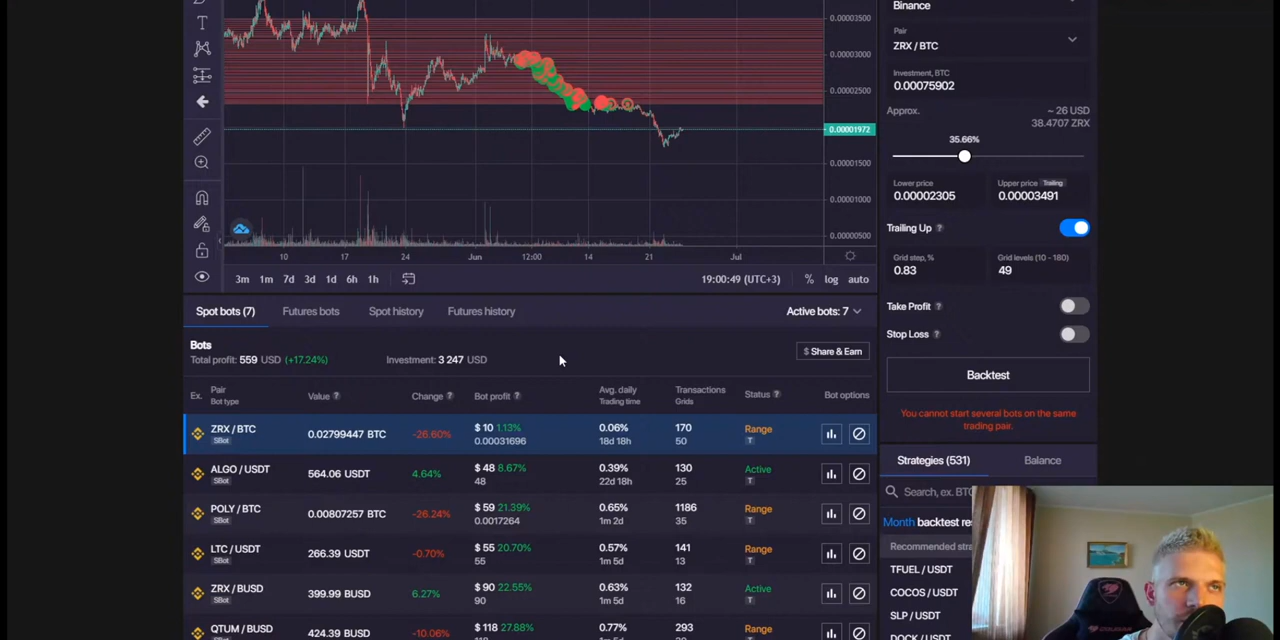 0.00003500
0.00003000
0.00002500
0.00001972
0.00001500
0.00001000
0.00000500
10 17 24 Jun 12:00 14 21 Jul
3m 1m 7d 3d 1d 6h 1h 19:00:49 (UTC+3) % log auto
Spot bots (7) Futures bots Spot history Futures history Active bots: 7
Bots
Total profit: 559 USD (+17.24%) Investment: 3 247 USD $ Share & Earn
Ex. Pair Value ? Change ? Bot profit ? Avg. daily Transactions Status ? Bot options
Bot type Trading time Grids
ZRX / BTC 0.02799447 BTC -26.60% $ 10 1.13% 0.06% 170 Range
SBot 0.00031696 18d 18h 50 T
ALGO / USDT 564.06 USDT 4.64% $ 48 8.67% 0.39% 130 Active
SBot 48 22d 18h 25 T
POLY / BTC 0.00807257 BTC -26.24% $ 59 21.39% 0.65% 1186 Range
SBot 0.0017264 1m 2d 35 T
LTC / USDT 266.39 USDT -0.70% $ 55 20.70% 0.57% 141 Range
SBot 55 1m 5d 13 T
ZRX / BUSD 399.99 BUSD 6.27% $ 90 22.55% 0.63% 132 Active
SBot 90 1m 5d 16 T
QTUM / BUSD 424.39 BUSD -10.06% $ 118 27.88% 0.77% 293 Range
Binance
Pair
ZRX / BTC
Investment, BTC
0.00075902
Approx. ~ 26 USD
38.4707 ZRX
35.66%
Lower price Upper price Trailing
0.00002305 0.00003491
Trailing Up ?
Grid step, % Grid levels (10 - 180)
0.83 49
Take Profit ?
Stop Loss ?
Backtest
You cannot start several bots on the same
trading pair.
Strategies (531) Balance
Search, ex. BTC
Month backtest
Recommended
TFUEL / USDT
COCOS / USDT
SLP / USDT
DOCK / USDT